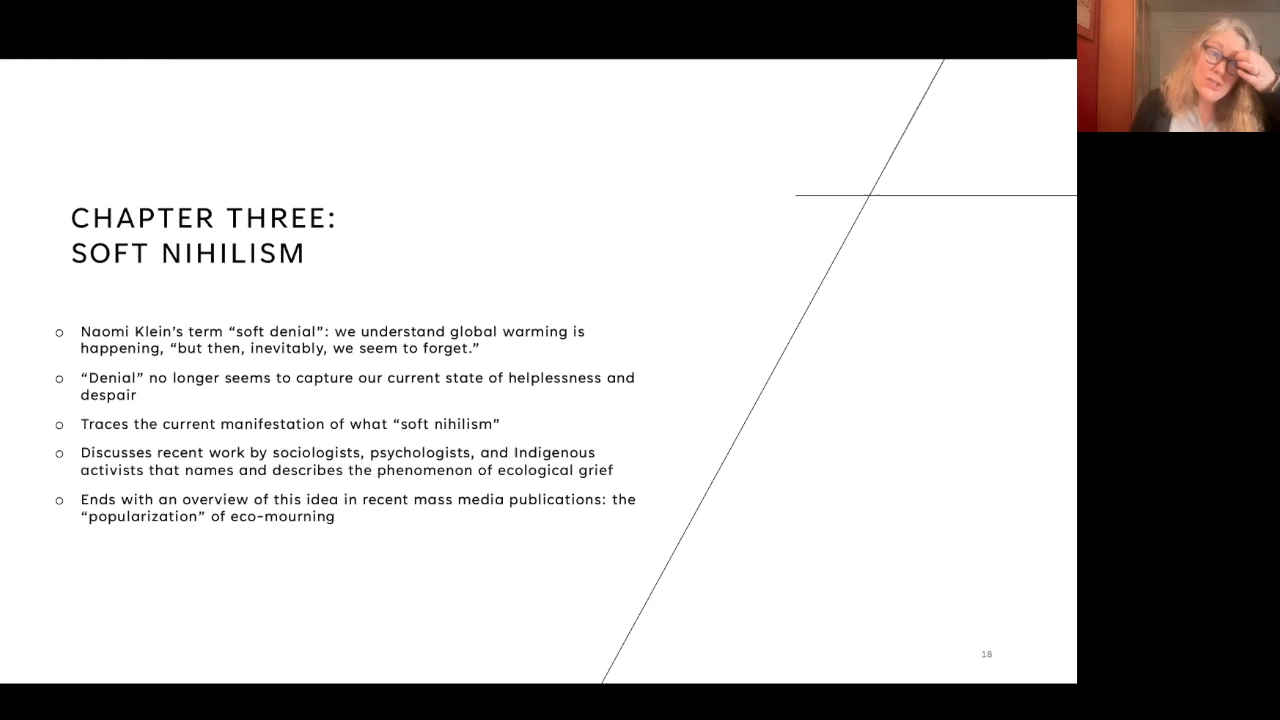 CHAPTER THREE:
SOFT NIHILISM
o Naomi Klein’s term “soft denial”: we understand global warming is
happening, “but then, inevitably, we seem to forget.”
o “Denial” no longer seems to capture our current state of helplessness and
despair
o Traces the current manifestation of what “soft nihilism”
o Discusses recent work by sociologists, psychologists, and Indigenous
activists that names and describes the phenomenon of ecological grief
o Ends with an overview of this idea in recent mass media publications: the
“popularization” of eco-mourning
18